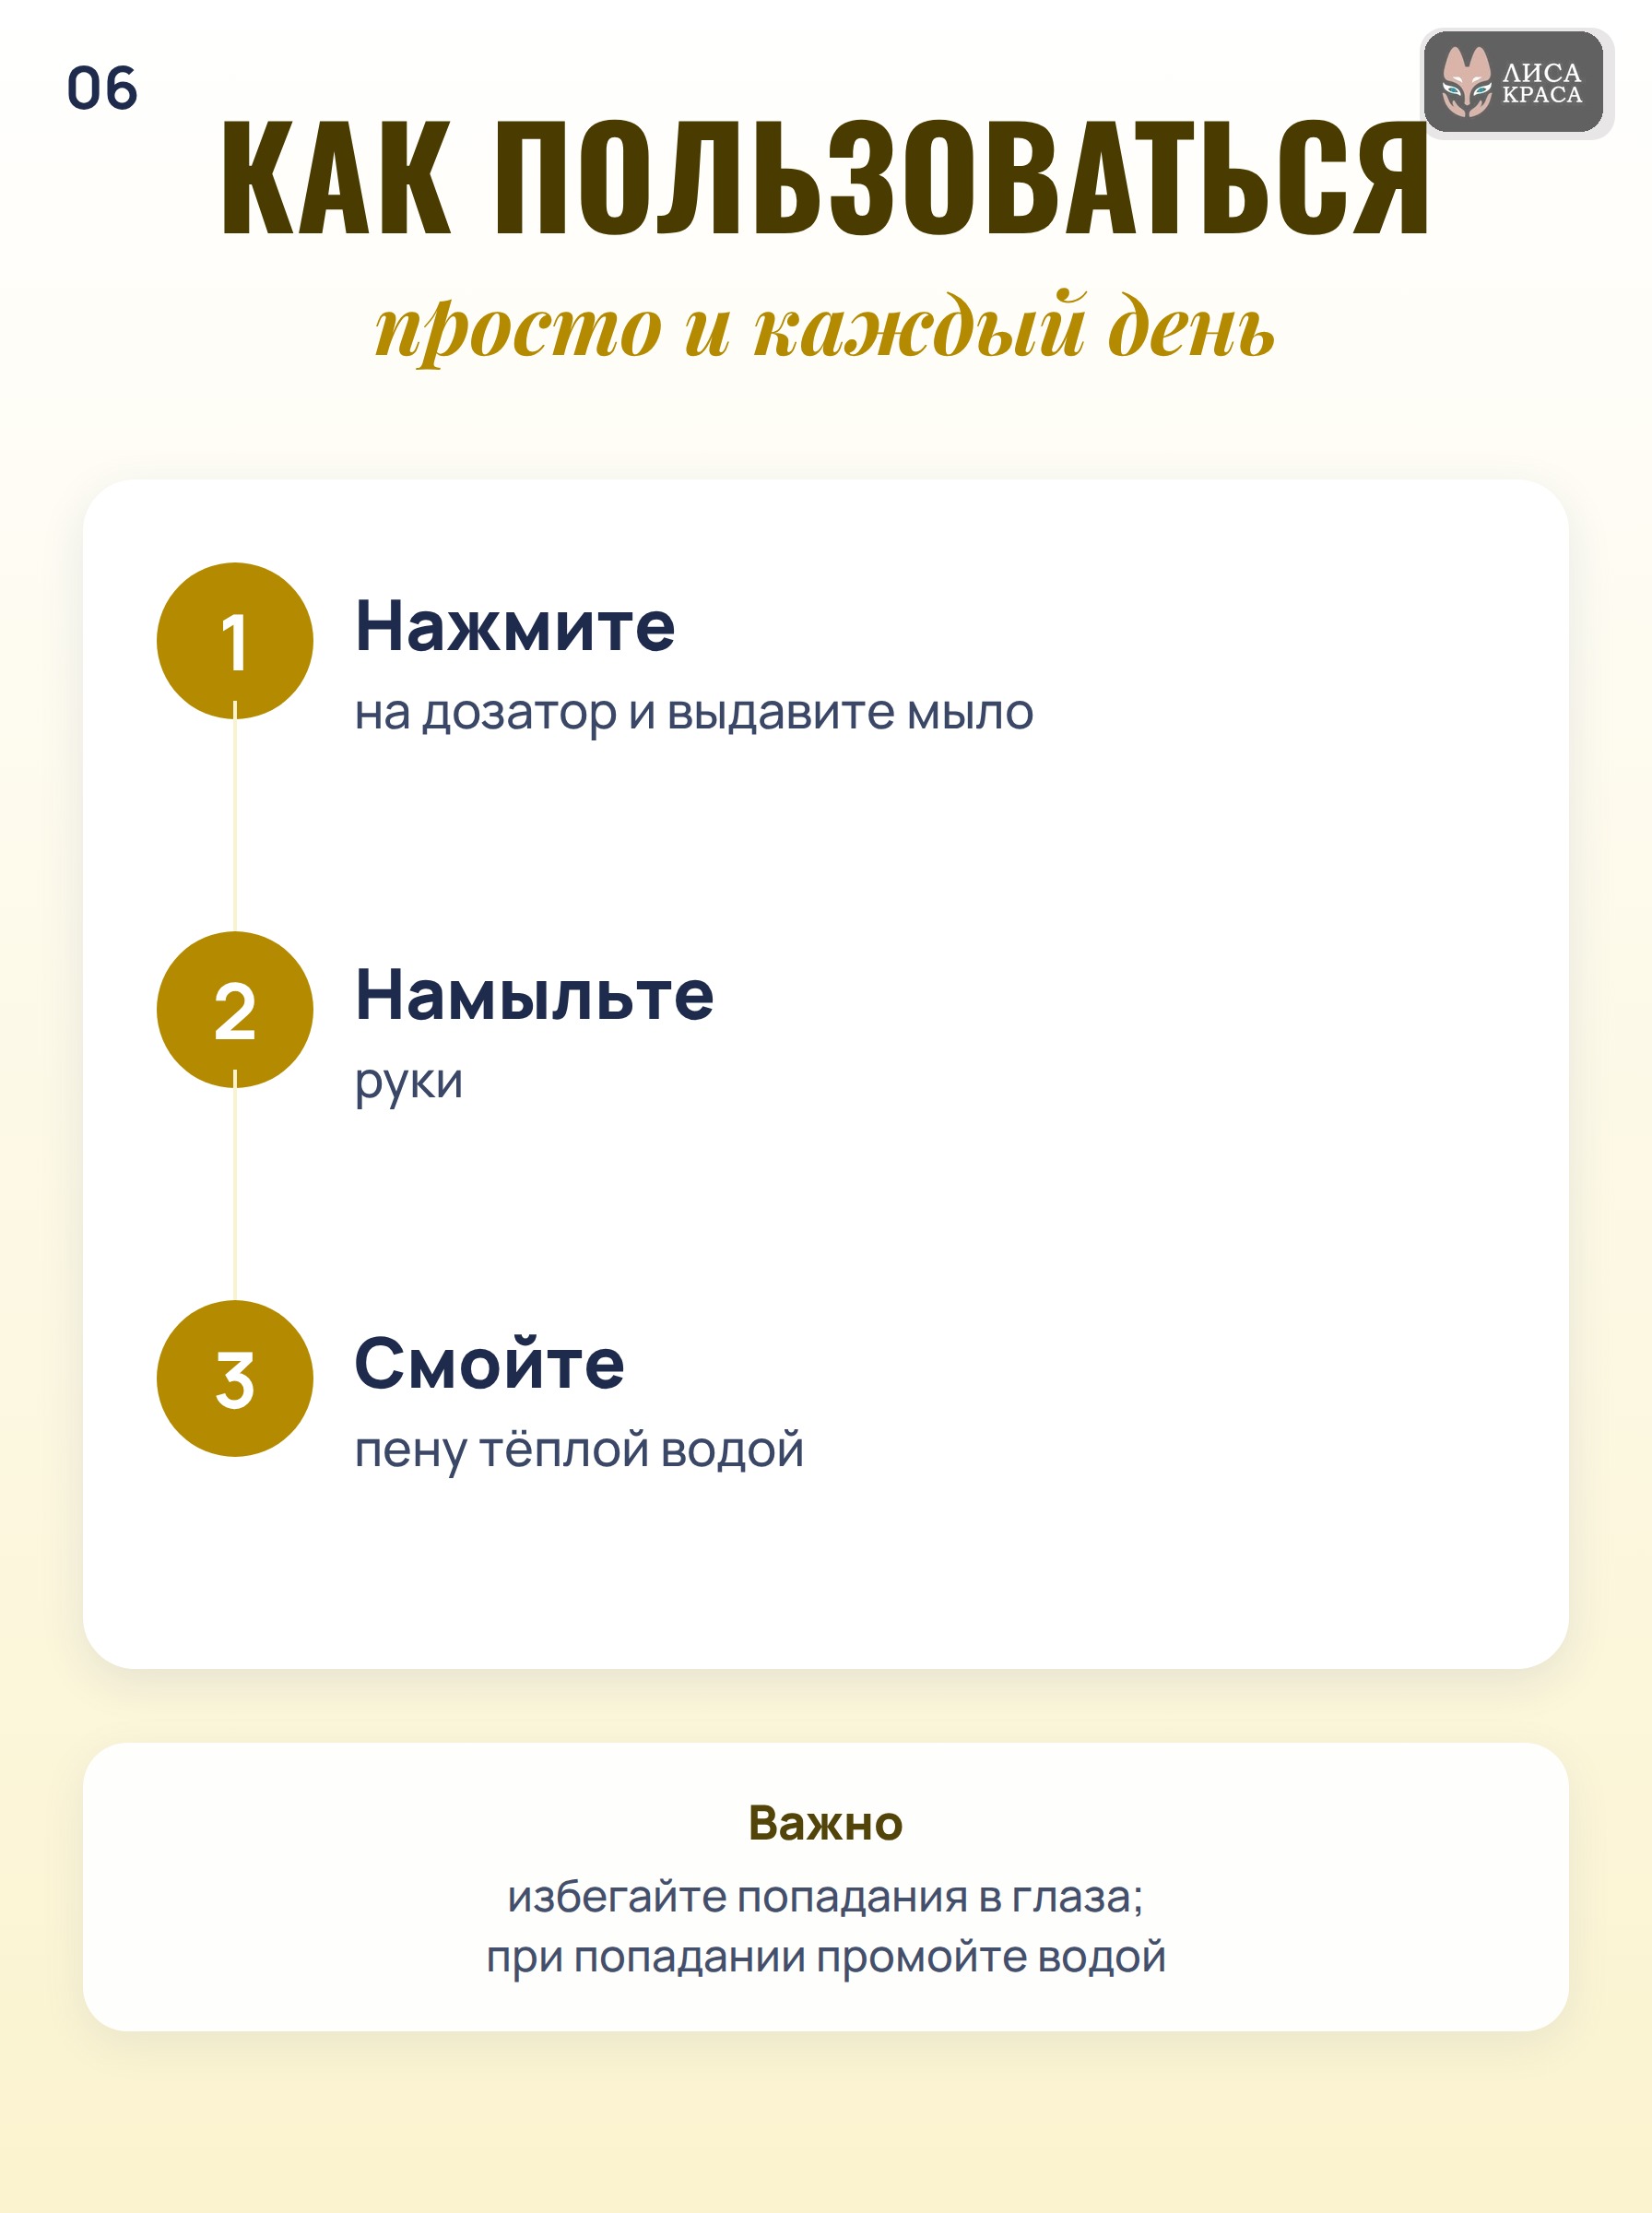 06
ЛИСА
КРАСА
КАК ПОЛЬЗОВАТЬСЯ
просто и каждый день
1
Нажмите
на дозатор и выдавите мыло
2
Намыльте
руки
3
Смойте
пену тёплой водой
Важно
избегайте попадания в глаза;
при попадании промойте водой